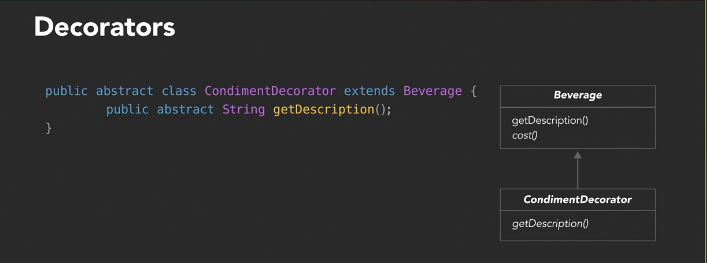 Decorators
public abstract class CondimentDecorator extends Beverage {
public abstract String getDescription();
}
Beverage
getDescription()
cost()
CondimentDecorator
getDescription()